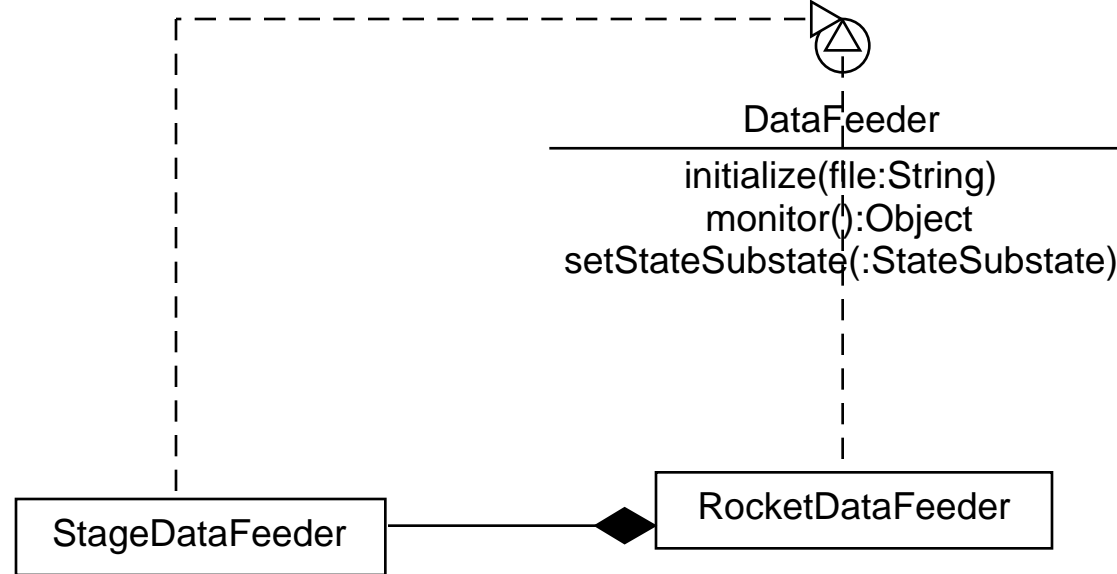 DataFeeder
initialize(file:String)
monitor():Object
setStateSubstate(:StateSubstate)
RocketDataFeeder
StageDataFeeder